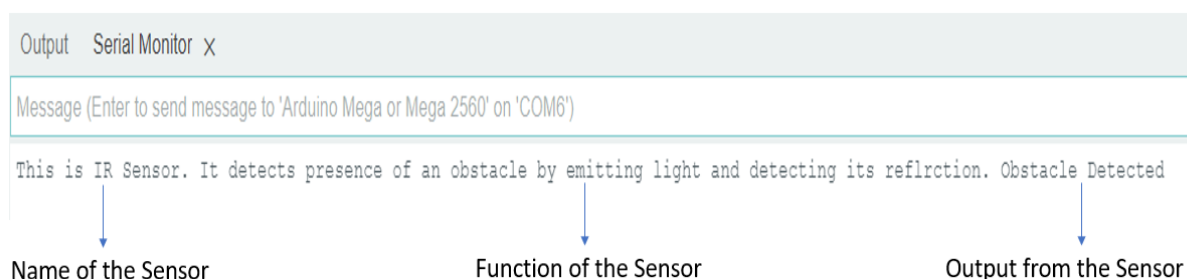 Output Serial Monitor X
Message (Enter to send message to 'Arduino Mega or Mega 2560' on 'COM6')
This is IR Sensor. It detects presence of an obstacle by emitting light and detecting its reflrction. Obstacle Detected
Name of the Sensor Function of the Sensor Output from the Sensor